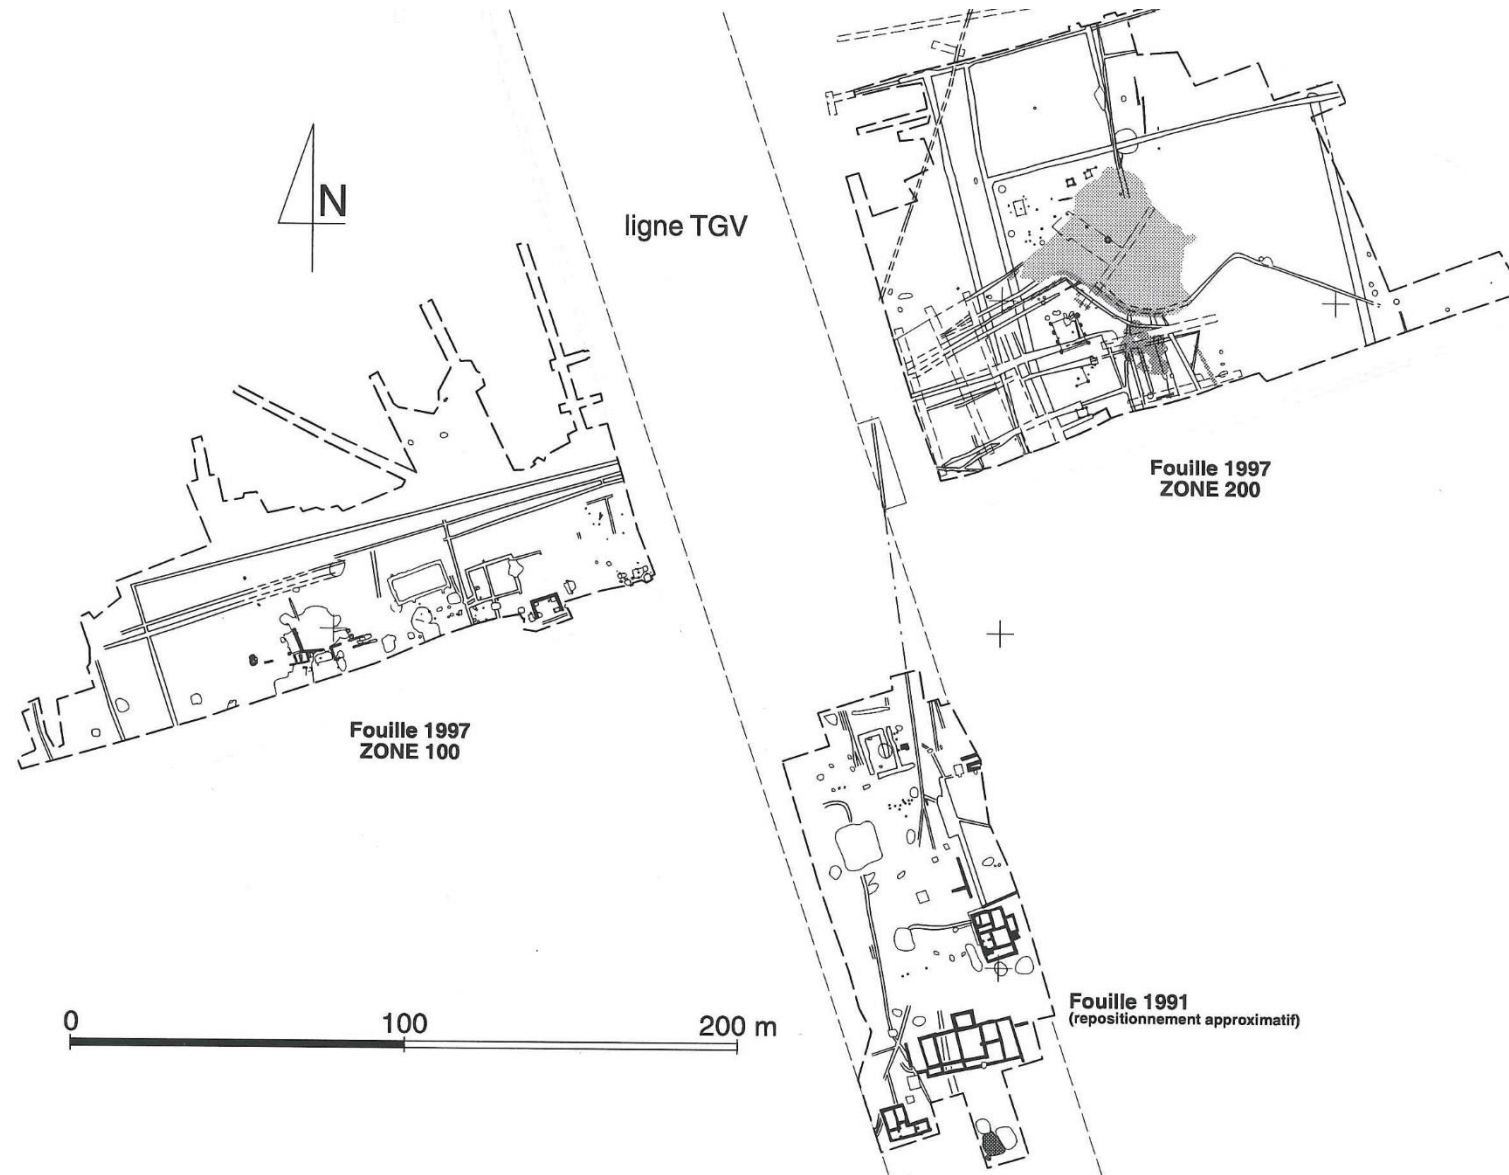 N
ligne TGV
Fouille 1997
ZONE 200
Fouille 1997
ZONE 100
Fouille 1991
(repositionnement approximatif)
0 100 200 m